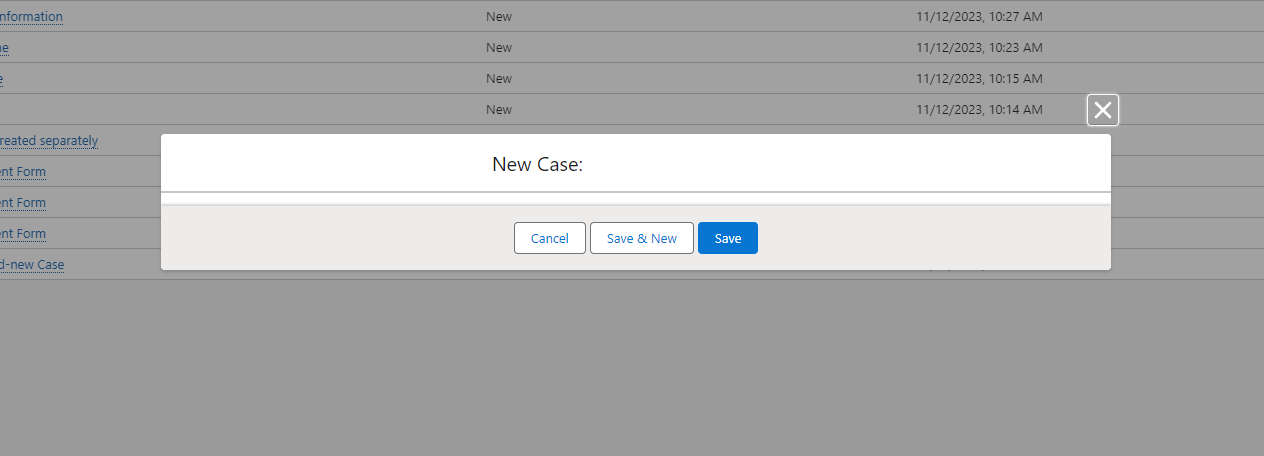 nformation New 11/12/2023, 10:27 AM
New 11/12/2023, 10:23 AM
New 11/12/2023, 10:15 AM
New 11/12/2023, 10:14 AM
reated separately
New Case:
ent Form
ent Form
ent Form
Cancel Save & New Save
d-new Case